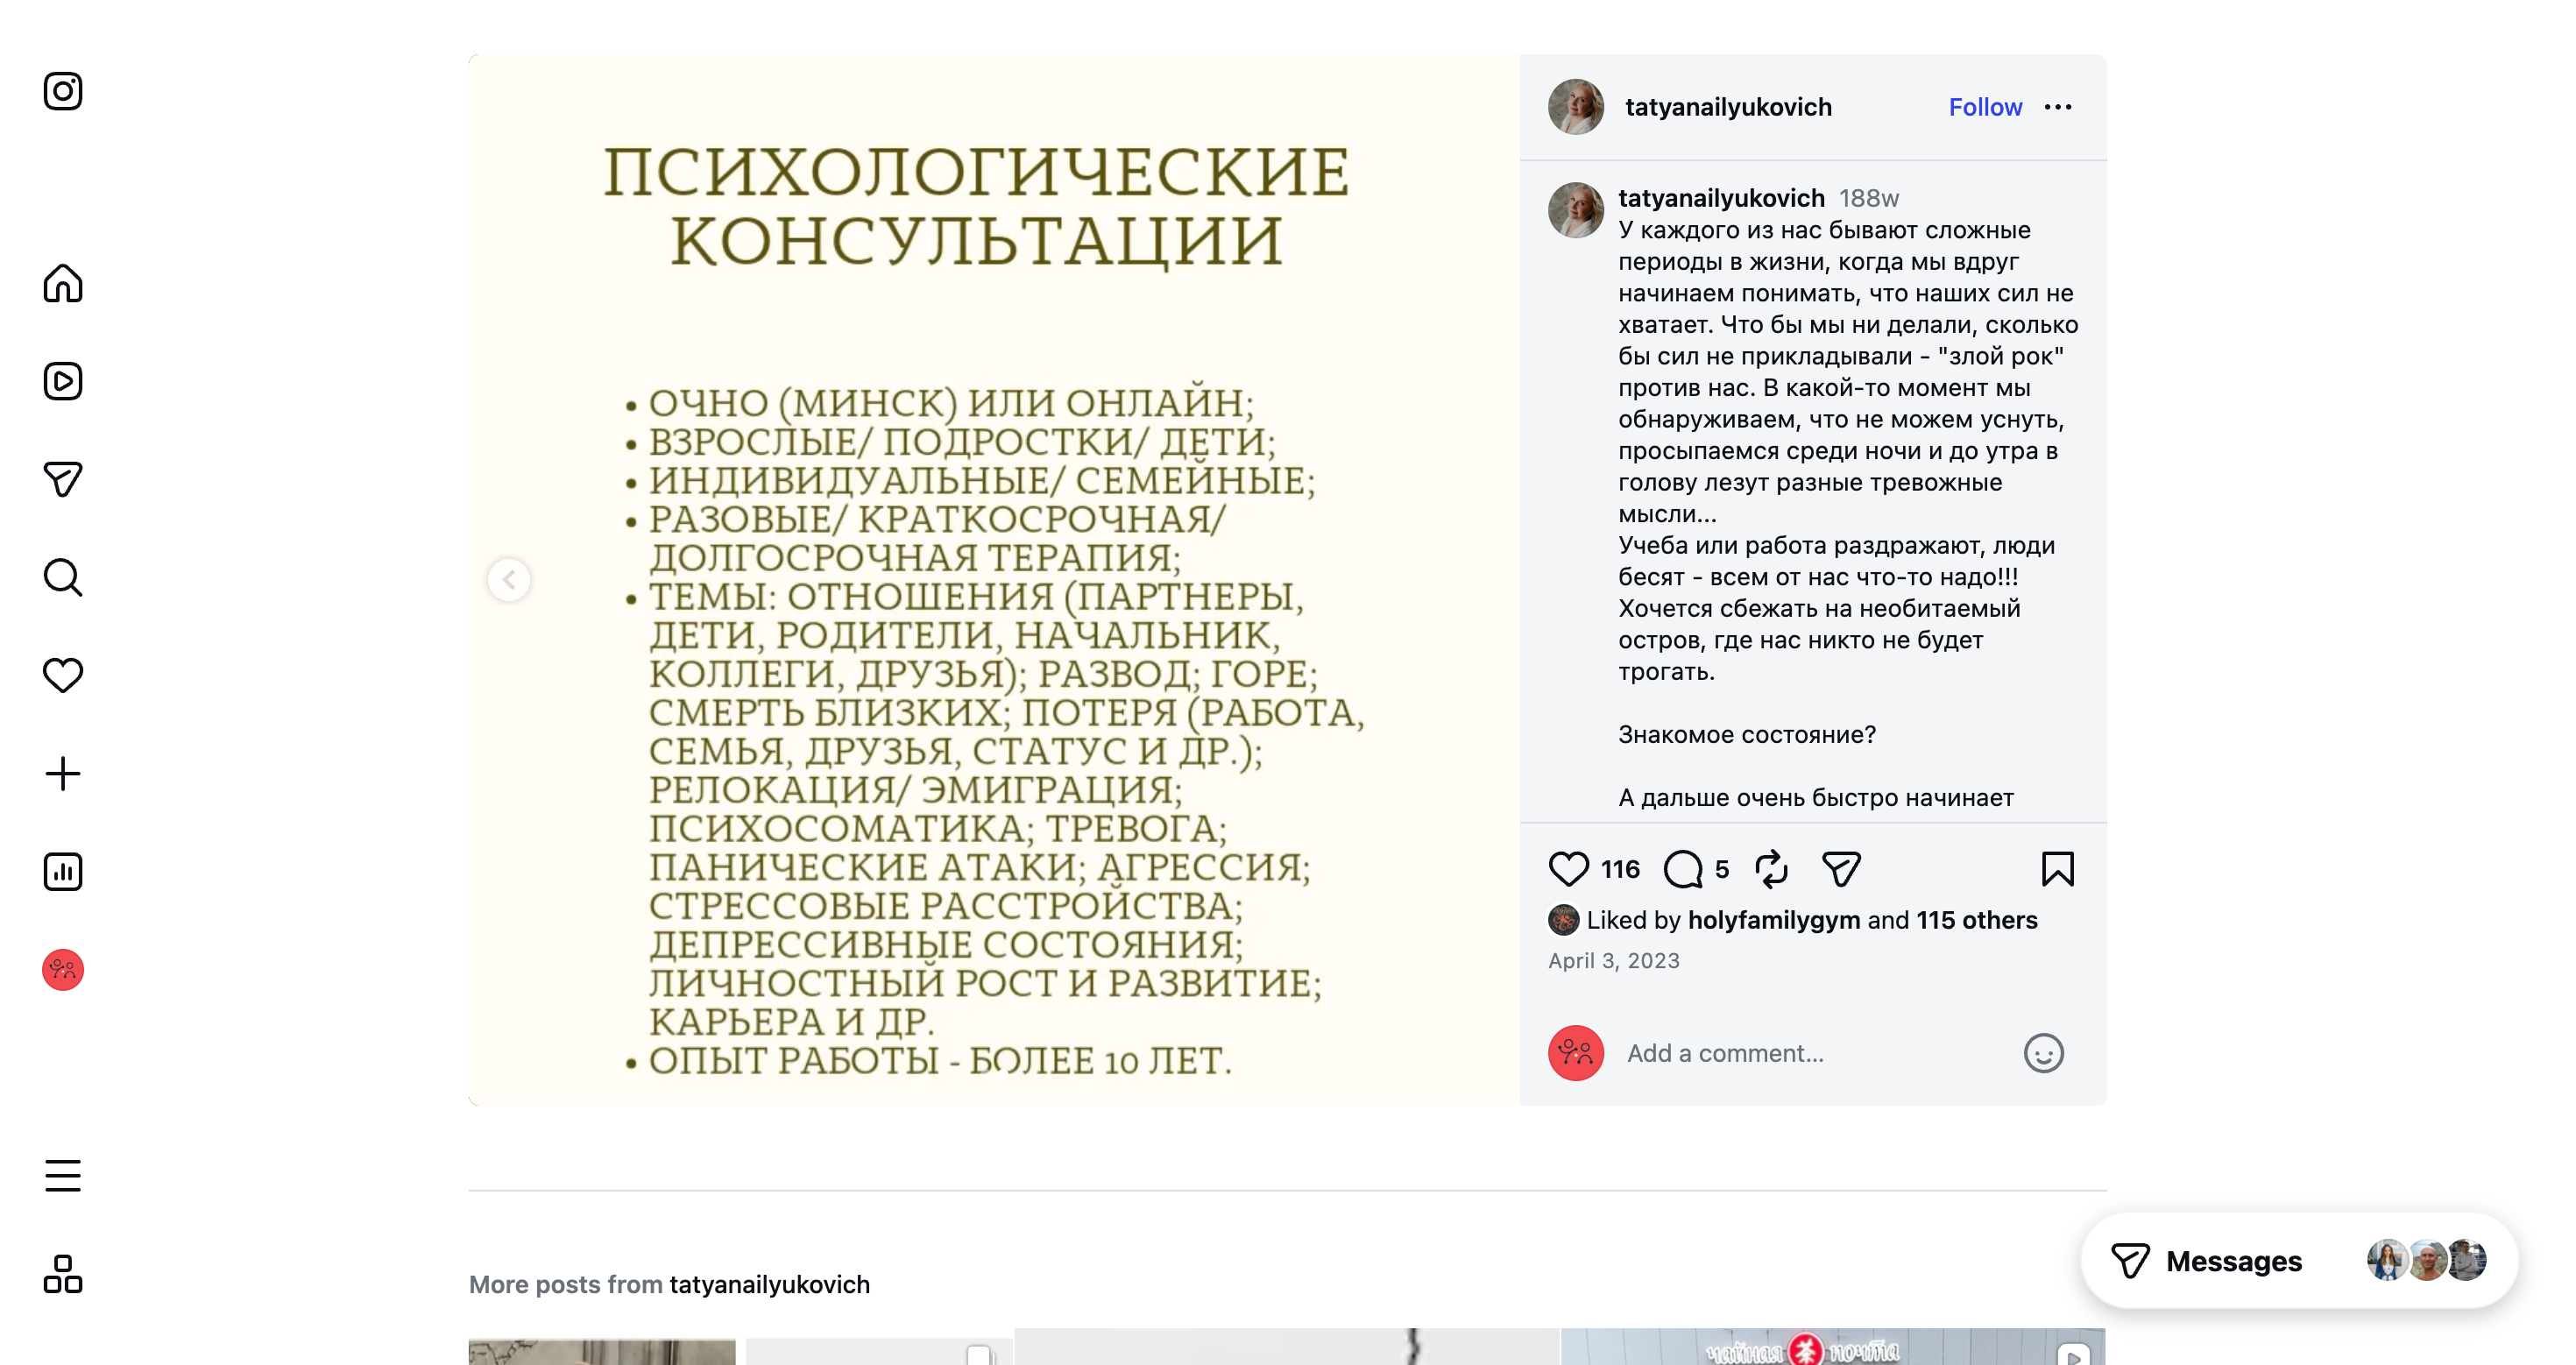 ПСИХОЛОГИЧЕСКИЕ
КОНСУЛЬТАЦИИ
• ОЧНО (МИНСК) ИЛИ ОНЛАЙН;
• ВЗРОСЛЫЕ/ ПОДРОСТКИ/ ДЕТИ;
• ИНДИВИДУАЛЬНЫЕ/ СЕМЕЙНЫЕ;
• РАЗОВЫЕ/ КРАТКОСРОЧНАЯ/
ДОЛГОСРОЧНАЯ ТЕРАПИЯ;
• ТЕМЫ: ОТНОШЕНИЯ (ПАРТНЕРЫ,
ДЕТИ, РОДИТЕЛИ, НАЧАЛЬНИК,
КОЛЛЕГИ, ДРУЗЬЯ); РАЗВОД; ГОРЕ;
СМЕРТЬ БЛИЗКИХ; ПОТЕРЯ (РАБОТА,
СЕМЬЯ, ДРУЗЬЯ, СТАТУС И ДР.);
РЕЛОКАЦИЯ/ ЭМИГРАЦИЯ;
ПСИХОСОМАТИКА; ТРЕВОГА;
ПАНИЧЕСКИЕ АТАКИ; АГРЕССИЯ;
СТРЕССОВЫЕ РАССТРОЙСТВА;
ДЕПРЕССИВНЫЕ СОСТОЯНИЯ;
ЛИЧНОСТНЫЙ РОСТ И РАЗВИТИЕ;
КАРЬЕРА И ДР.
• ОПЫТ РАБОТЫ - БОЛЕЕ 10 ЛЕТ.
tatyanailyukovich Follow
tatyanailyukovich 188w
У каждого из нас бывают сложные
периоды в жизни, когда мы вдруг
начинаем понимать, что наших сил не
хватает. Что бы мы ни делали, сколько
бы сил не прикладывали - "злой рок"
против нас. В какой-то момент мы
обнаруживаем, что не можем уснуть,
просыпаемся среди ночи и до утра в
голову лезут разные тревожные
мысли...
Учеба или работа раздражают, люди
бесят - всем от нас что-то надо!!!
Хочется сбежать на необитаемый
остров, где нас никто не будет
трогать.
Знакомое состояние?
А дальше очень быстро начинает
116 5
Liked by holyfamilygym and 115 others
April 3, 2023
Add a comment...
More posts from tatyanailyukovich
Messages
чайная 茶 почта